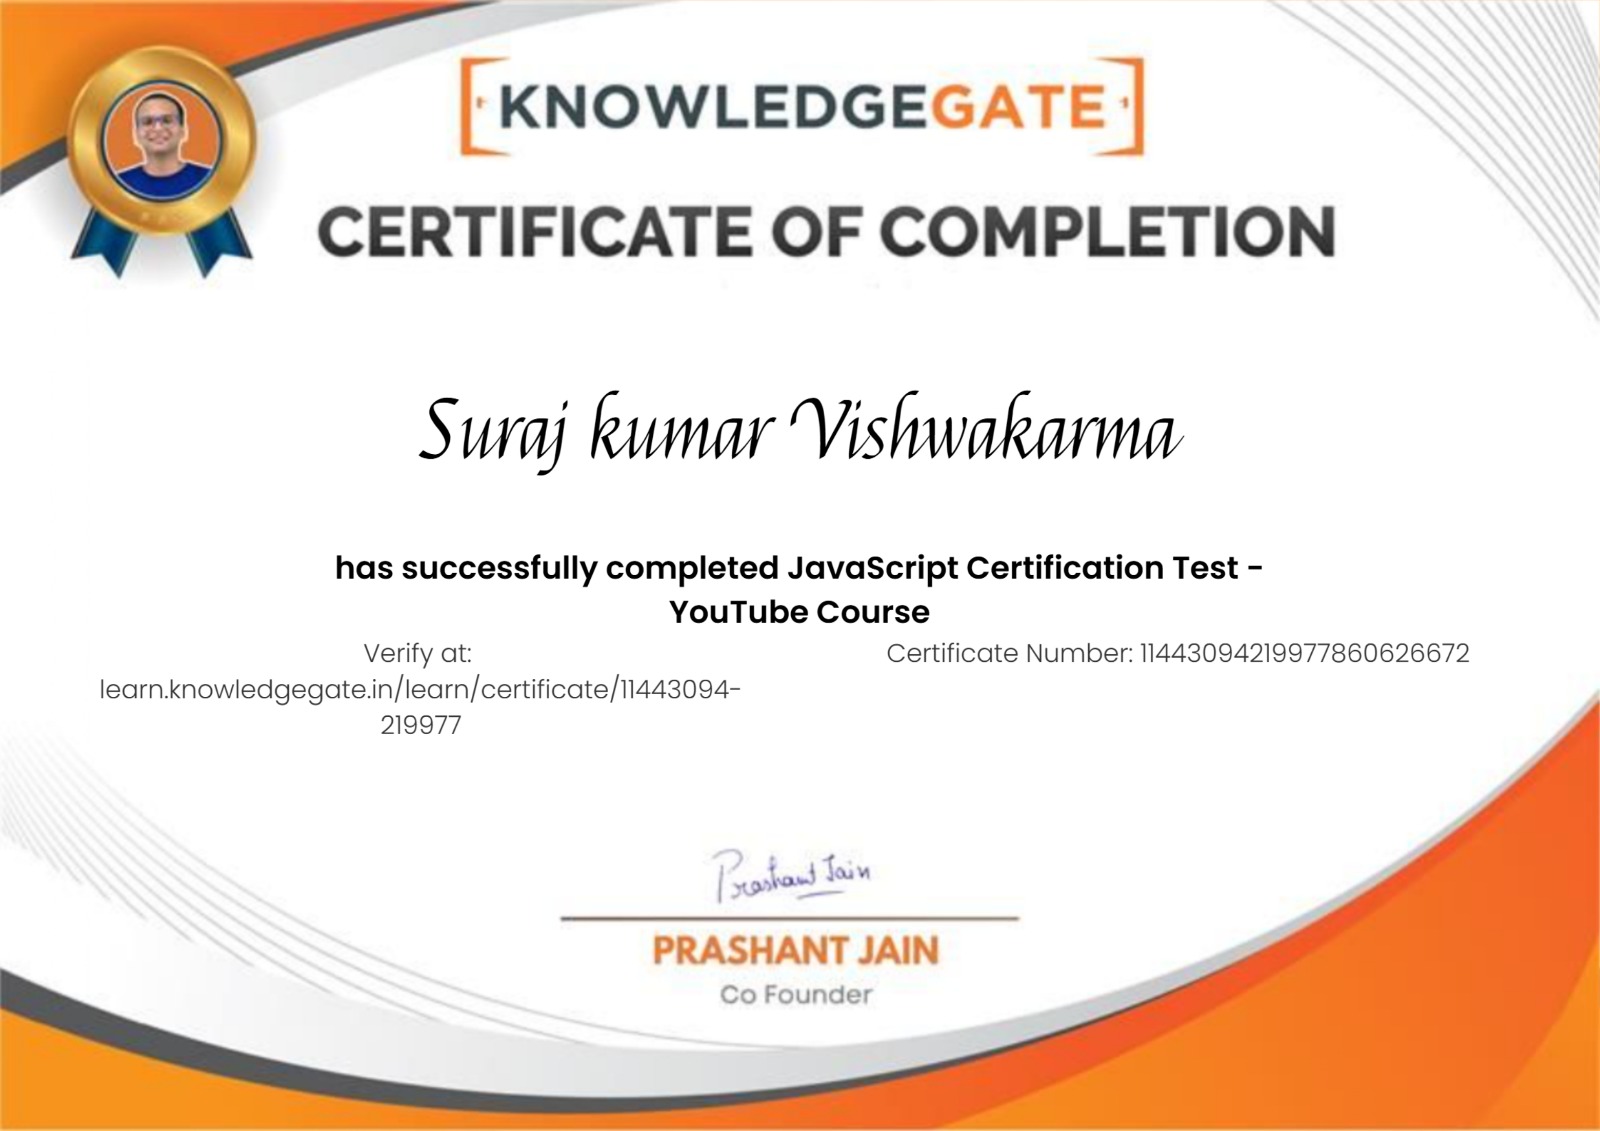 KNOWLEDGEGATE
CERTIFICATE OF COMPLETION
Suraj kumar Vishwakarma
has successfully completed JavaScript Certification Test -
YouTube Course
Verify at:
learn.knowledgegate.in/learn/certificate/11443094-
219977
Certificate Number: 11443094219977860626672
Prashant Jain
PRASHANT JAIN
Co Founder